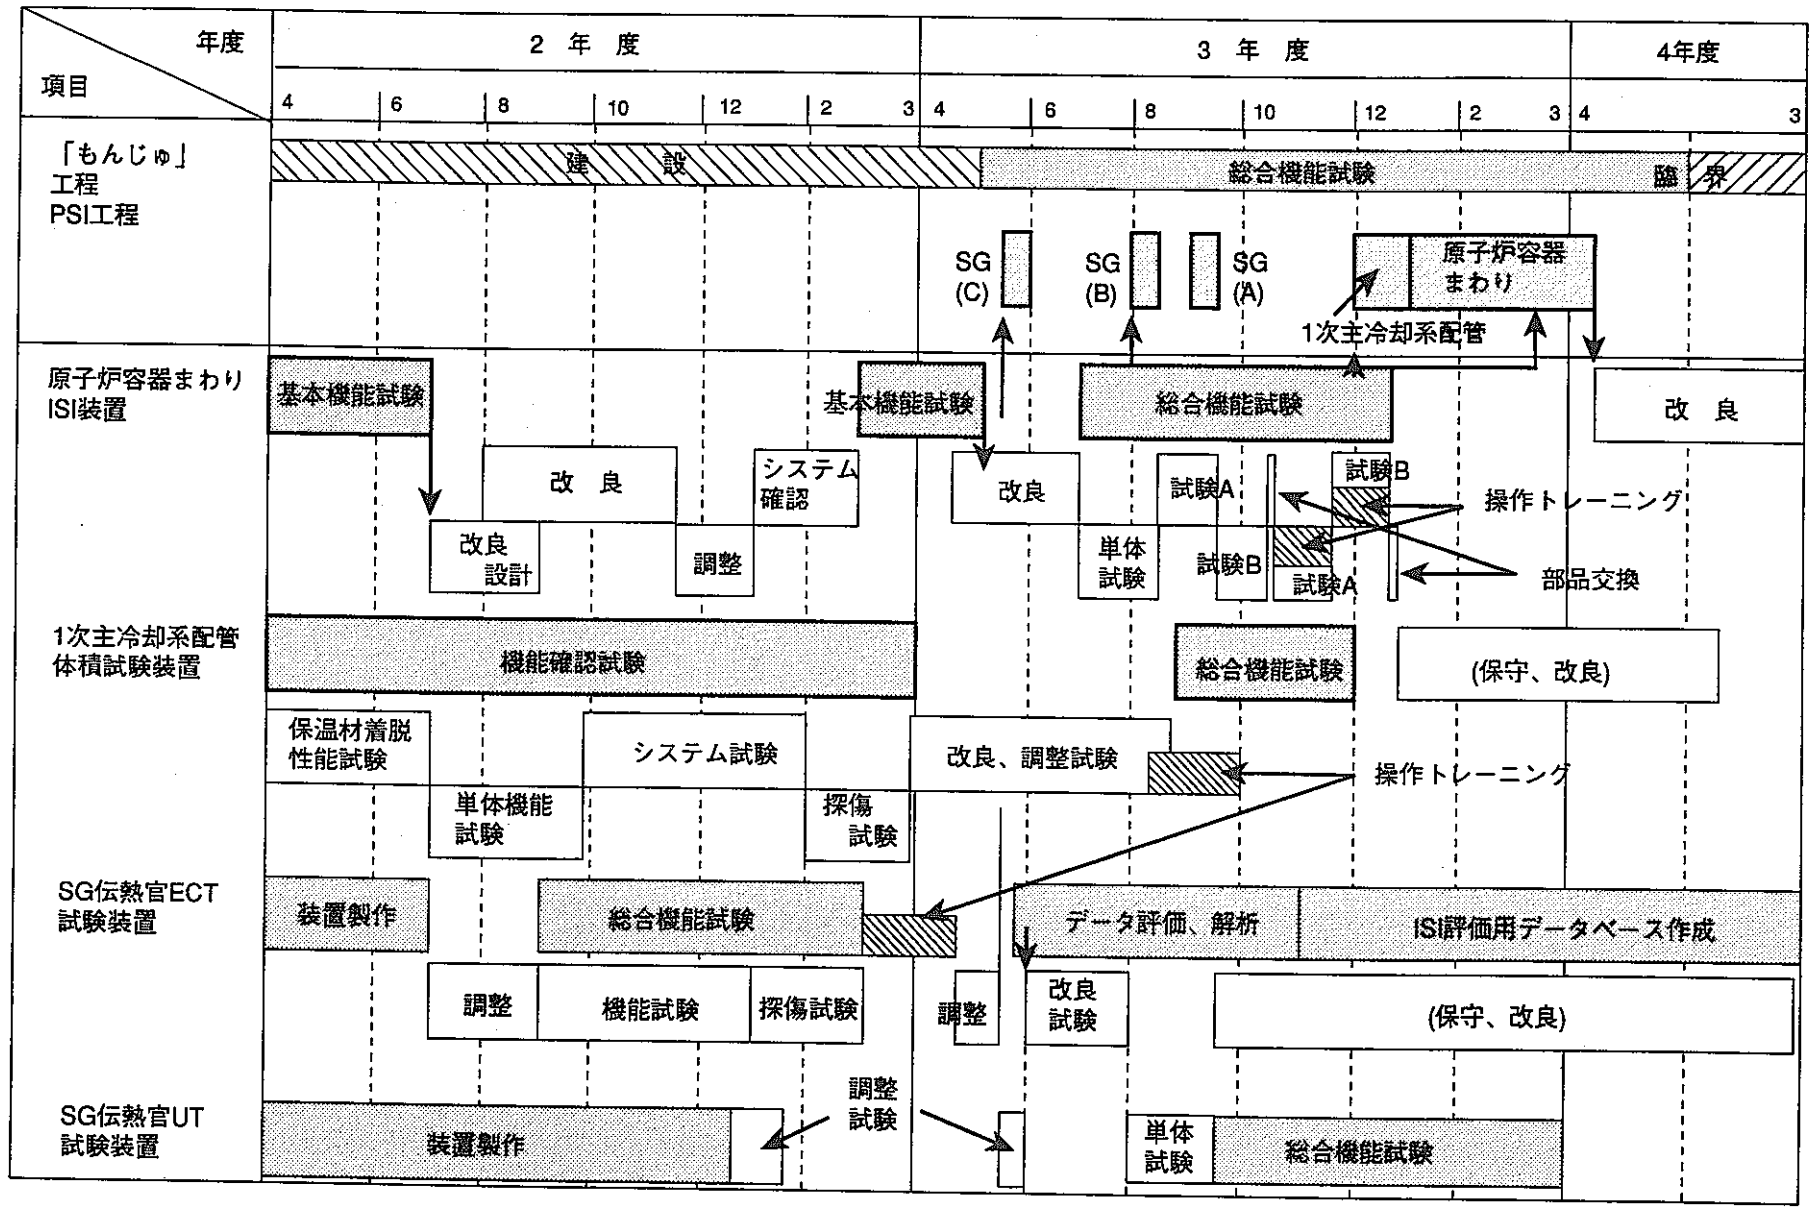 年度
項目
2 年 度
3 年 度
4年度
4 6 8 10 12 2 3 4 6 8 10 12 2 3 4 3
「もんじゅ」
工程
PSI工程
建 設
総合機能試験
臨 界
SG
(C)
SG
(B)
SG
(A)
原子炉容器
まわり
1次主冷却系配管
原子炉容器まわり
ISI装置
基本機能試験
基本機能試験
総合機能試験
改 良
改 良
システム
確認
改良
試験A
試験B
操作トレーニング
改良
設計
調整
単体
試験
試験B
試験A
部品交換
1次主冷却系配管
体積試験装置
機能確認試験
総合機能試験
(保守、改良)
保温材着脱
性能試験
システム試験
改良、調整試験
操作トレーニング
単体機能
試験
探傷
試験
SG伝熱官ECT
試験装置
装置製作
総合機能試験
データ評価、解析
ISI評価用データベース作成
調整
機能試験
探傷試験
調整
改良
試験
(保守、改良)
SG伝熱官UT
試験装置
装置製作
調整
試験
単体
試験
総合機能試験